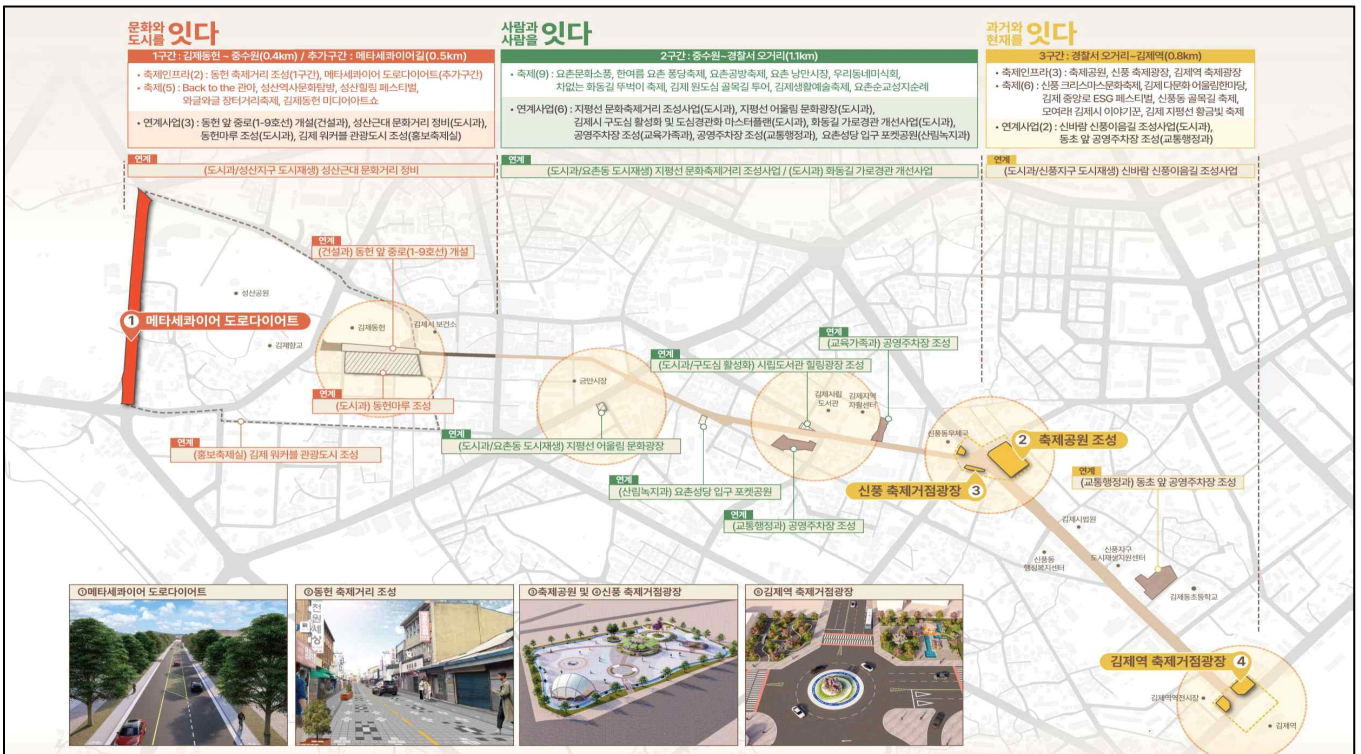 문화와
도시를 잇다
1구간 : 김제동헌 ~ 중수원(0.4km) / 추가구간 : 메타세콰이어길(0.5km)
• 축제인프라(2) : 동헌 축제거리 조성(1구간), 메타세콰이어 도로다이어트(추가구간)
• 축제(5) : Back to the 관아, 성산역사문화탐방, 성산힐링 페스티벌,
와글와글 장터거리축제, 김제동헌 미디어아트쇼
• 연계사업(3) : 동헌 앞 중로(1-9호선) 개설(건설과), 성산근대 문화거리 정비(도시과),
동헌마루 조성(도시과), 김제 워커블 관광도시 조성(홍보축제실)
연계
(도시과/성산지구 도시재생) 성산근대 문화거리 정비
사람과
사람을 잇다
2구간 : 중수원~경찰서 오거리(1.1km)
• 축제(9) : 요촌문화소풍, 한여름 요촌 퐁당축제, 요촌공방축제, 요촌 낭만시장, 우리동네미식회,
차없는 화동길 뚜벅이 축제, 김제 원도심 골목길 투어, 김제생활예술축제, 요촌순교성지순례
• 연계사업(6) : 지평선 문화축제거리 조성사업(도시과), 지평선 어울림 문화광장(도시과),
김제시 구도심 활성화 및 도심경관화 마스터플랜(도시과), 화동길 가로경관 개선사업(도시과),
공영주차장 조성(교육가족과), 공영주차장 조성(교통행정과), 요촌성당 입구 포켓공원(산림녹지과)
연계
(도시과/요촌동 도시재생) 지평선 문화축제거리 조성사업 / (도시과) 화동길 가로경관 개선사업
과거와
현재를 잇다
3구간 : 경찰서 오거리~김제역(0.8km)
• 축제인프라(3) : 축제공원, 신풍 축제광장, 김제역 축제광장
• 축제(6) : 신풍 크리스마스문화축제, 김제 다문화 어울림한마당,
김제 중앙로 ESG 페스티벌, 신풍동 골목길 축제,
모여라! 김제시 이야기꾼, 김제 지평선 황금빛 축제
• 연계사업(2) : 신바람 신풍이음길 조성사업(도시과),
동초 앞 공영주차장 조성(교통행정과)
연계
(도시과/신풍지구 도시재생) 신바람 신풍이음길 조성사업
연계
(건설과) 동헌 앞 중로(1-9호선) 개설
• 성산공원
1 메타세콰이어 도로다이어트
• 김제향교
• 김제동헌
김제시 보건소
연계
(도시과) 동헌마루 조성
연계
(홍보축제실) 김제 워커블 관광도시 조성
• 금만시장
연계
(도시과/요촌동 도시재생) 지평선 어울림 문화광장
연계
(도시과/구도심 활성화) 시립도서관 힐링광장 조성
연계
(교육가족과) 공영주차장 조성
김제시립
도서관
김제지역
자활센터
연계
(산림녹지과) 요촌성당 입구 포켓공원
연계
(교통행정과) 공영주차장 조성
신풍동우체국
2 축제공원 조성
신풍 축제거점광장 3
연계
(교통행정과) 동초 앞 공영주차장 조성
김제시법원
신풍동
행정복지센터
신풍지구
도시재생지원센터
김제동초등학교
김제역 축제거점광장 4
김제역역전시장
• 김제역
①메타세콰이어 도로다이어트
②동헌 축제거리 조성
③축제공원 및 ④신풍 축제거점광장
⑤김제역 축제거점광장
천원세상